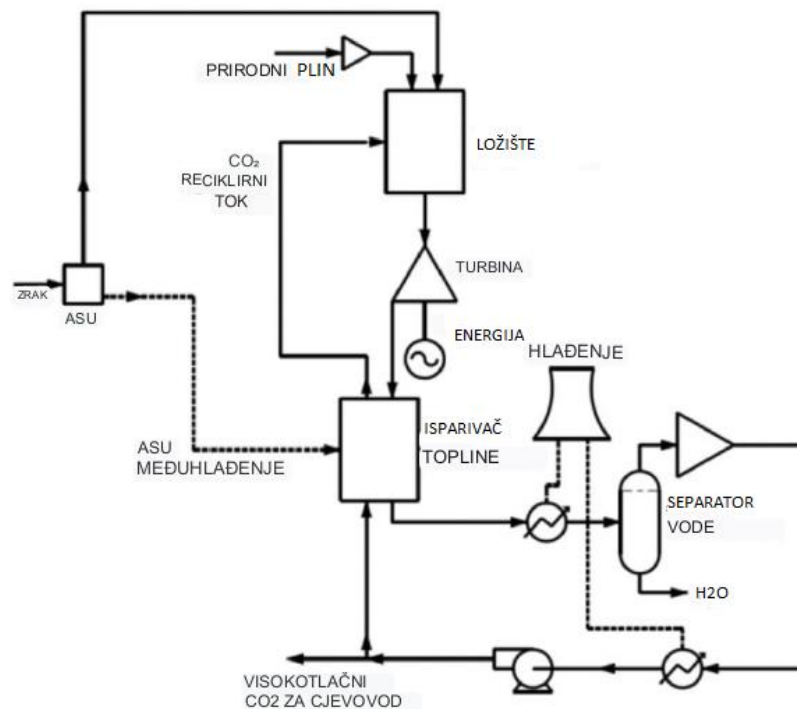 PRIRODNI PLIN
LOŽIŠTE
CO₂
RECIKLIRNI
TOK
TURBINA
ZRAK
ASU
ENERGIJA
HLAĐENJE
ISPARIVAČ
TOPLINE
ASU
MEĐUHLAĐENJE
SEPARATOR
VODE
H2O
VISOKOTLAČNI
CO2 ZA CJEVOVOD